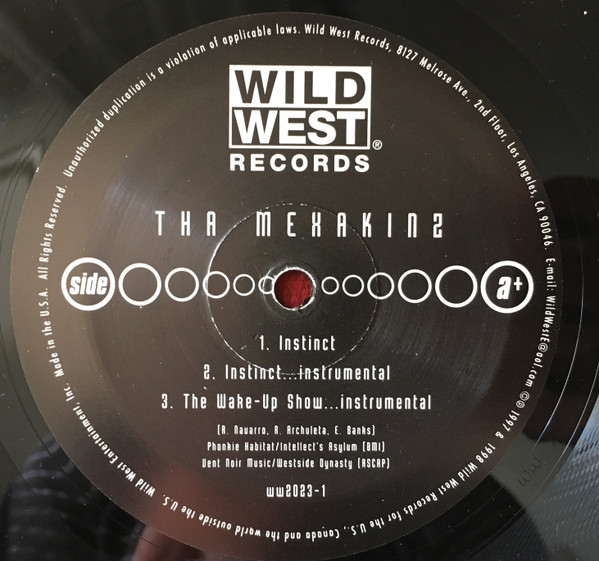 WILD
WEST®
RECORDS
THA MEXAKINZ
side
a+
1. Instinct
2. Instinct...instrumental
3. The Wake-Up Show...instrumental
(R. Navarro, R. Archuleta, E. Banks)
Phonkie Habitat/Intellect's Asylum (BMI)
Vent Noir Music/Westside Dynasty (ASCAP)
ww2023-1
Made in the U.S.A. All Rights Reserved. Unauthorized duplication is a violation of applicable laws. Wild West Records, 8127 Melrose Ave., 2nd Floor, Los Angeles, CA 90046. E-mail: WildWestE@aol.com ©℗ 1997 & 1998 Wild West Records for the U.S., Canada and the world outside the U.S. Wild West Entertainment, Inc.